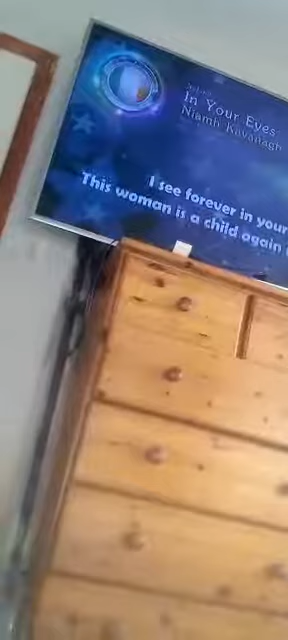 In Your Eyes
Niamh Kavanagh
I see forever in your
This woman is a child again